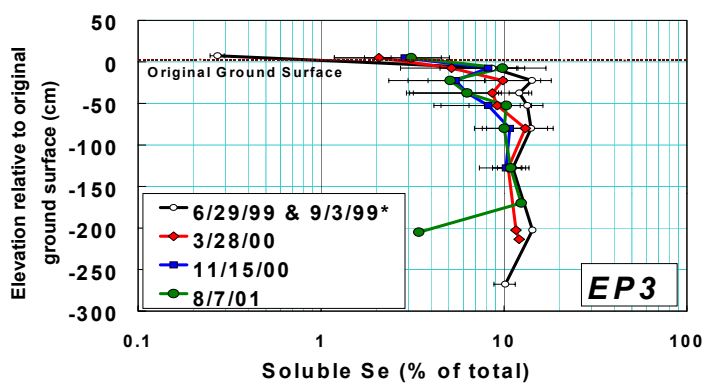 50
0
-50
-100
-150
-200
-250
-300
Elevation relative to original
ground surface (cm)
Original Ground Surface
6/29/99 & 9/3/99*
3/28/00
11/15/00
8/7/01
EP3
0.1
1
10
100
Soluble Se (% of total)